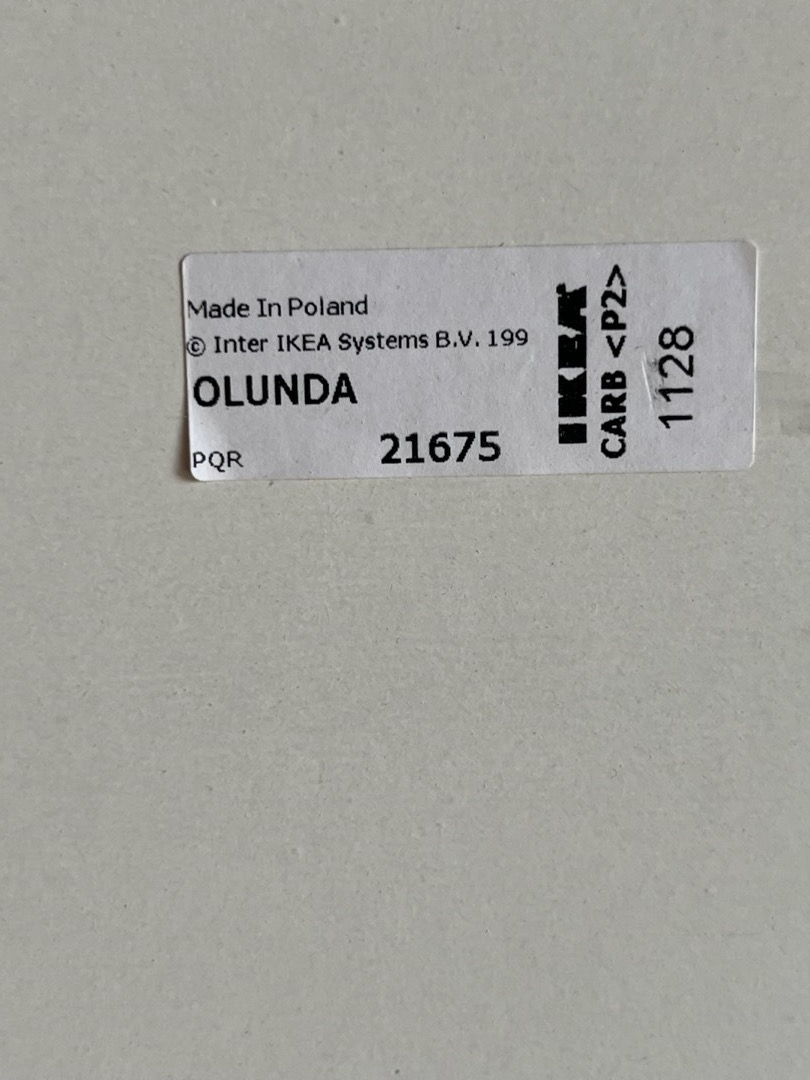 Made In Poland
© Inter IKEA Systems B.V. 199
OLUNDA
PQR 21675
IKEA
CARB <P2>
1128